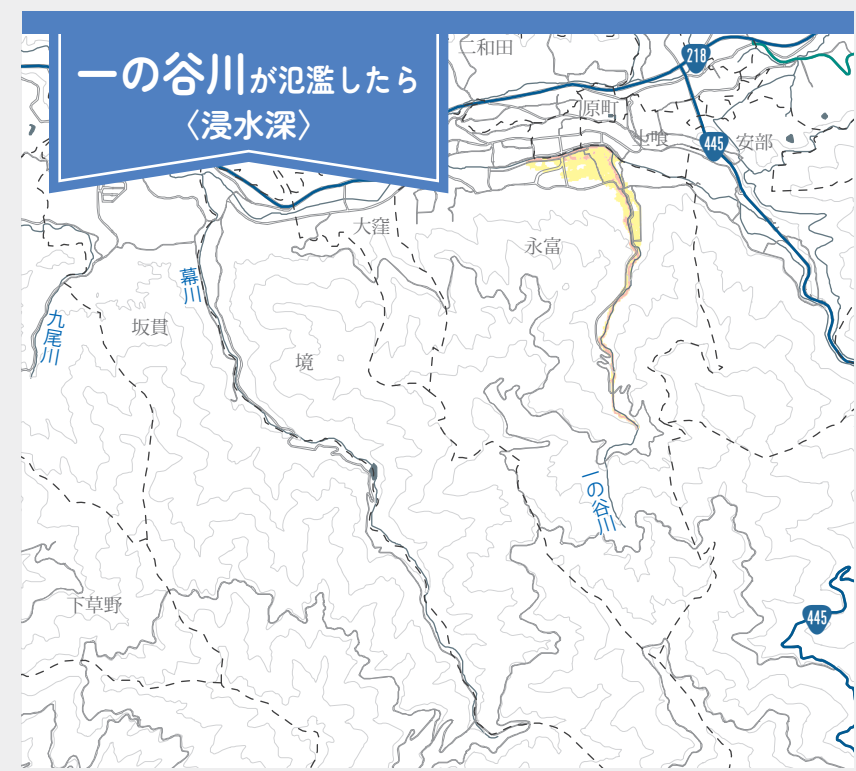 一の谷川が氾濫したら
〈浸水深〉
二和田
218
原町
土喰
445
安部
大窪
永富
幕川
九尾川
坂貫
境
一の谷川
下草野
445